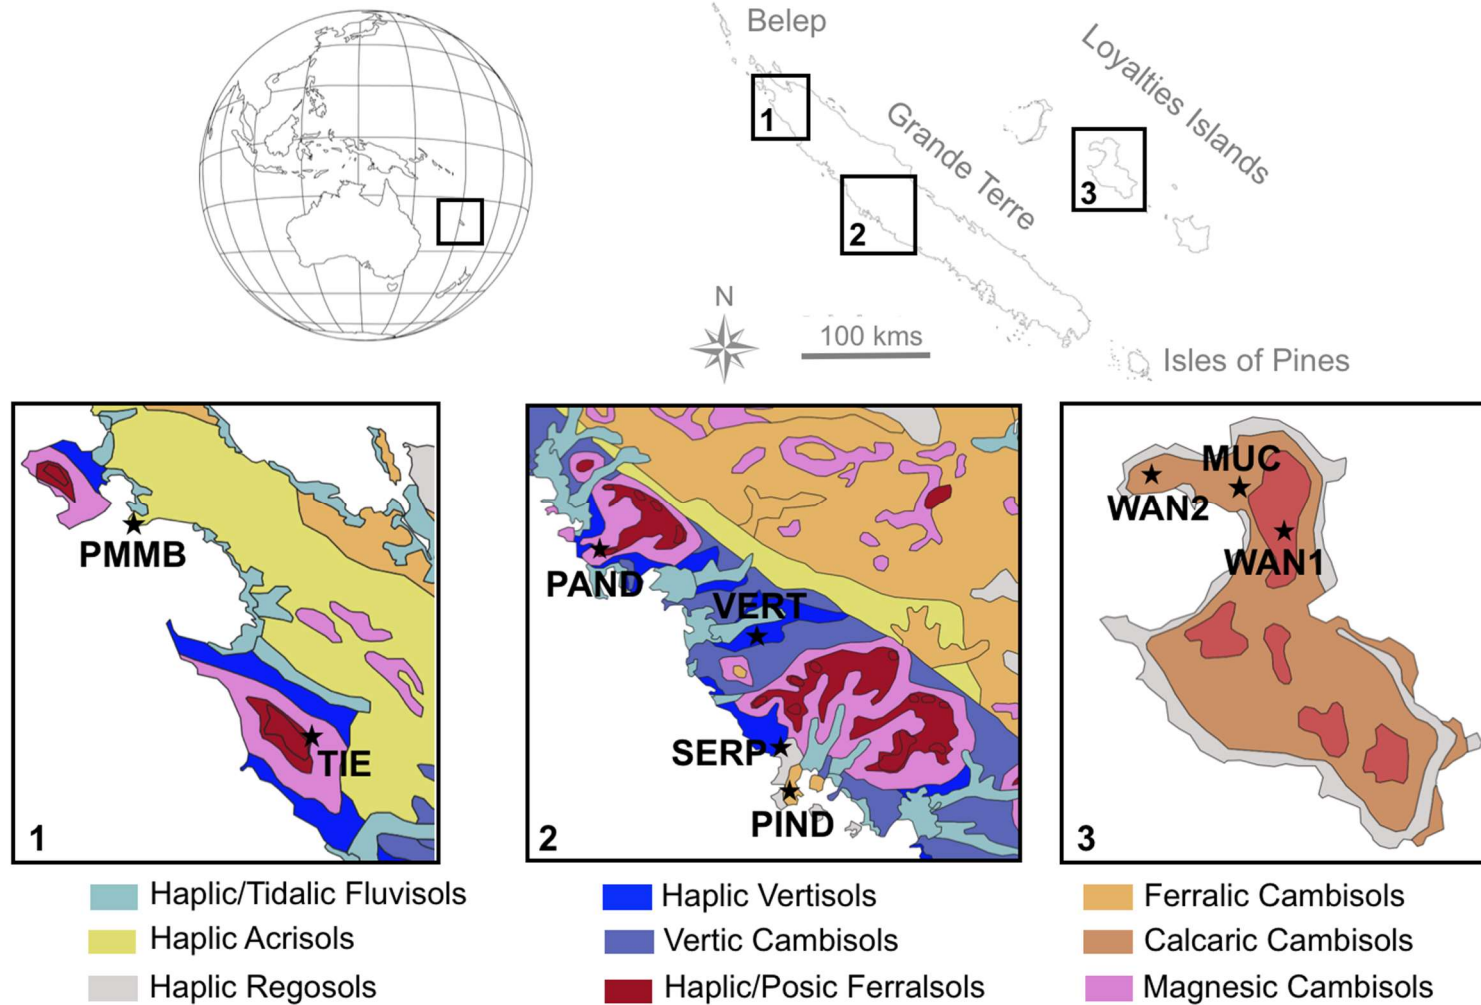 Belep
Loyalties Islands
Grande Terre
1
2
3
N
100 kms
Isles of Pines
PMMB
TIE
1
PAND
VERT
SERP
PIND
2
MUC
WAN2
WAN1
3
Haplic/Tidalic Fluvisols
Haplic Acrisols
Haplic Regosols
Haplic Vertisols
Vertic Cambisols
Haplic/Posic Ferralsols
Ferralic Cambisols
Calcaric Cambisols
Magnesic Cambisols